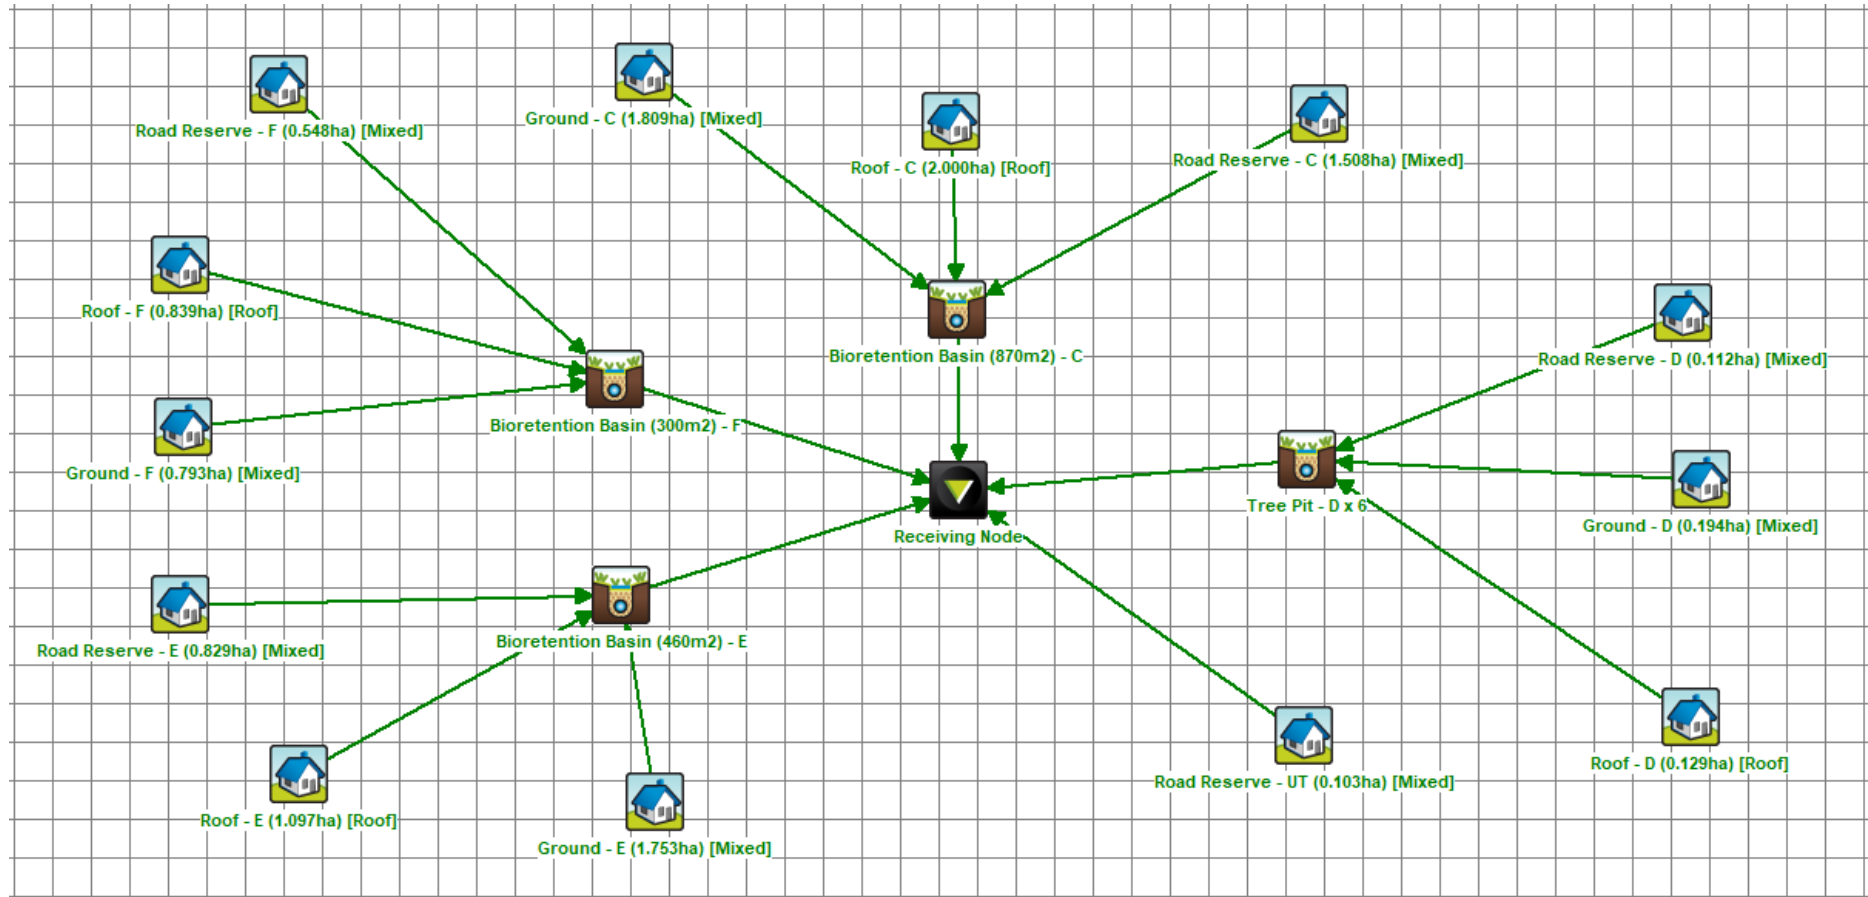 Ground - C (1.809ha) [Mixed]
Road Reserve - F (0.548ha) [Mixed]
Roof - C (2.000ha) [Roof]
Road Reserve - C (1.508ha) [Mixed]
Roof - F (0.839ha) [Roof]
Bioretention Basin (870m2) - C
Road Reserve - D (0.112ha) [Mixed]
Bioretention Basin (300m2) - F
Ground - F (0.793ha) [Mixed]
Tree Pit - D x 6
Ground - D (0.194ha) [Mixed]
Receiving Node
Bioretention Basin (460m2) - E
Road Reserve - E (0.829ha) [Mixed]
Roof - D (0.129ha) [Roof]
Road Reserve - UT (0.103ha) [Mixed]
Roof - E (1.097ha) [Roof]
Ground - E (1.753ha) [Mixed]